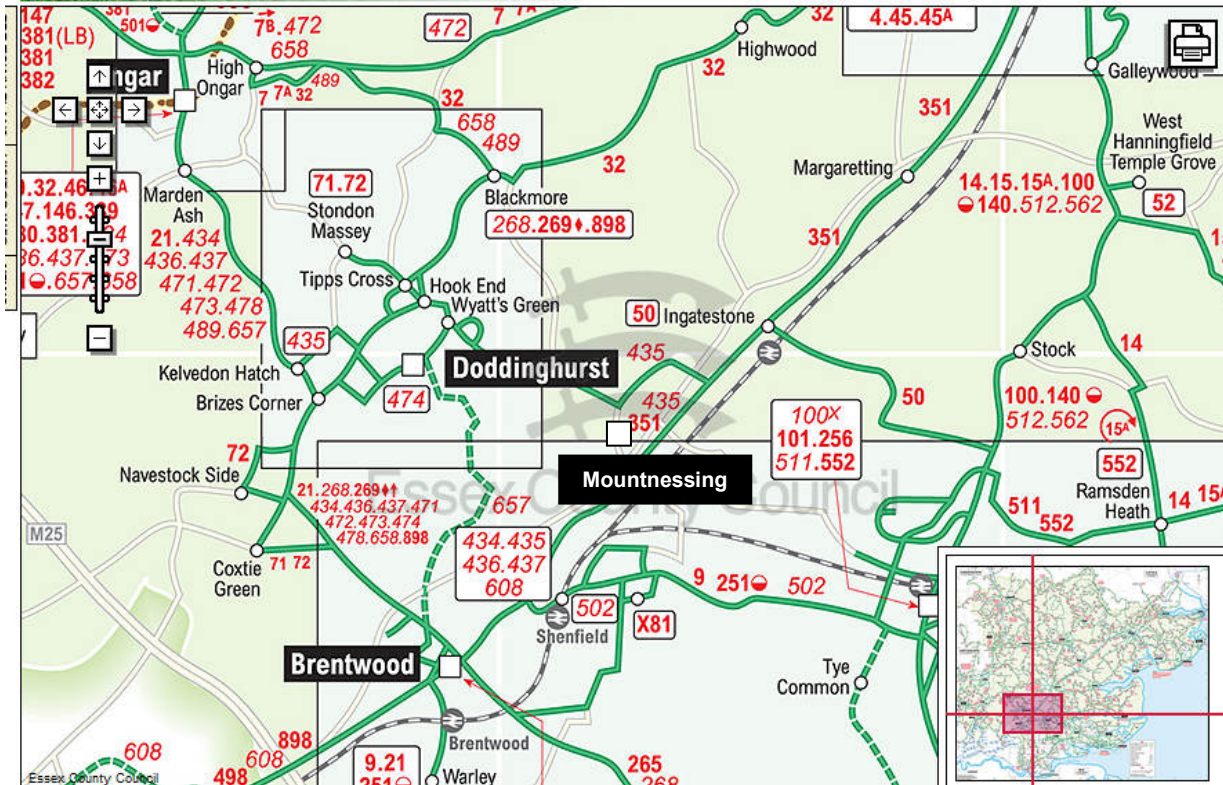 147
381
501
7B.472
658
472
7
7A
32
4.45.45A
381(LB)
381
382
High
Ongar
489
7 7A 32
Highwood
32
Galleywood
32
658
489
32
351
West
Hanningfield
Temple Grove
Marden
Ash
71.72
Stondon
Massey
Blackmore
268.269♦.898
Margaretting
14.15.15A.100
140.512.562
52
21.434
436.437
471.472
473.478
489.657
351
Tipps Cross
Hook End
Wyatt's Green
50
Ingatestone
435
435
Stock
14
Kelvedon Hatch
Doddinghurst
Brizes Corner
474
435
351
50
100.140
512.562
15A
100X
101.256
511.552
72
Navestock Side
Mountnessing
Essex County Council
552
Ramsden
Heath
21.268.269
434.436.437.471
472.473.474
478.658.898
657
511
552
14
M25
434.435
436.437
608
Coxtie
Green
71 72
9
251
502
502
X81
Shenfield
Brentwood
Tye
Common
Brentwood
608
608
898
498
9.21
251
Warley
265
268
Essex County Council